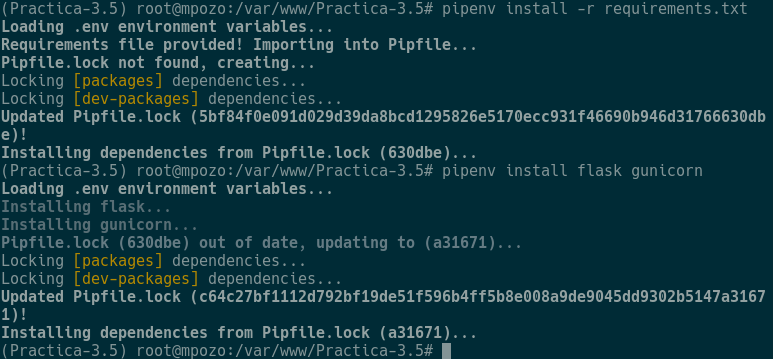 (Practica-3.5) root@mpozo:/var/www/Practica-3.5# pipenv install -r requirements.txt
Loading .env environment variables...
Requirements file provided! Importing into Pipfile...
Pipfile.lock not found, creating...
Locking [packages] dependencies...
Locking [dev-packages] dependencies...
Updated Pipfile.lock (5bf84f0e091d029d39da8bcd1295826e5170ecc931f46690b946d31766630db
e)!
Installing dependencies from Pipfile.lock (630dbe)...
(Practica-3.5) root@mpozo:/var/www/Practica-3.5# pipenv install flask gunicorn
Loading .env environment variables...
Installing flask...
Installing gunicorn...
Pipfile.lock (630dbe) out of date, updating to (a31671)...
Locking [packages] dependencies...
Locking [dev-packages] dependencies...
Updated Pipfile.lock (c64c27bf1112d792bf19de51f596b4ff5b8e008a9de9045dd9302b5147a3167
1)!
Installing dependencies from Pipfile.lock (a31671)...
(Practica-3.5) root@mpozo:/var/www/Practica-3.5#